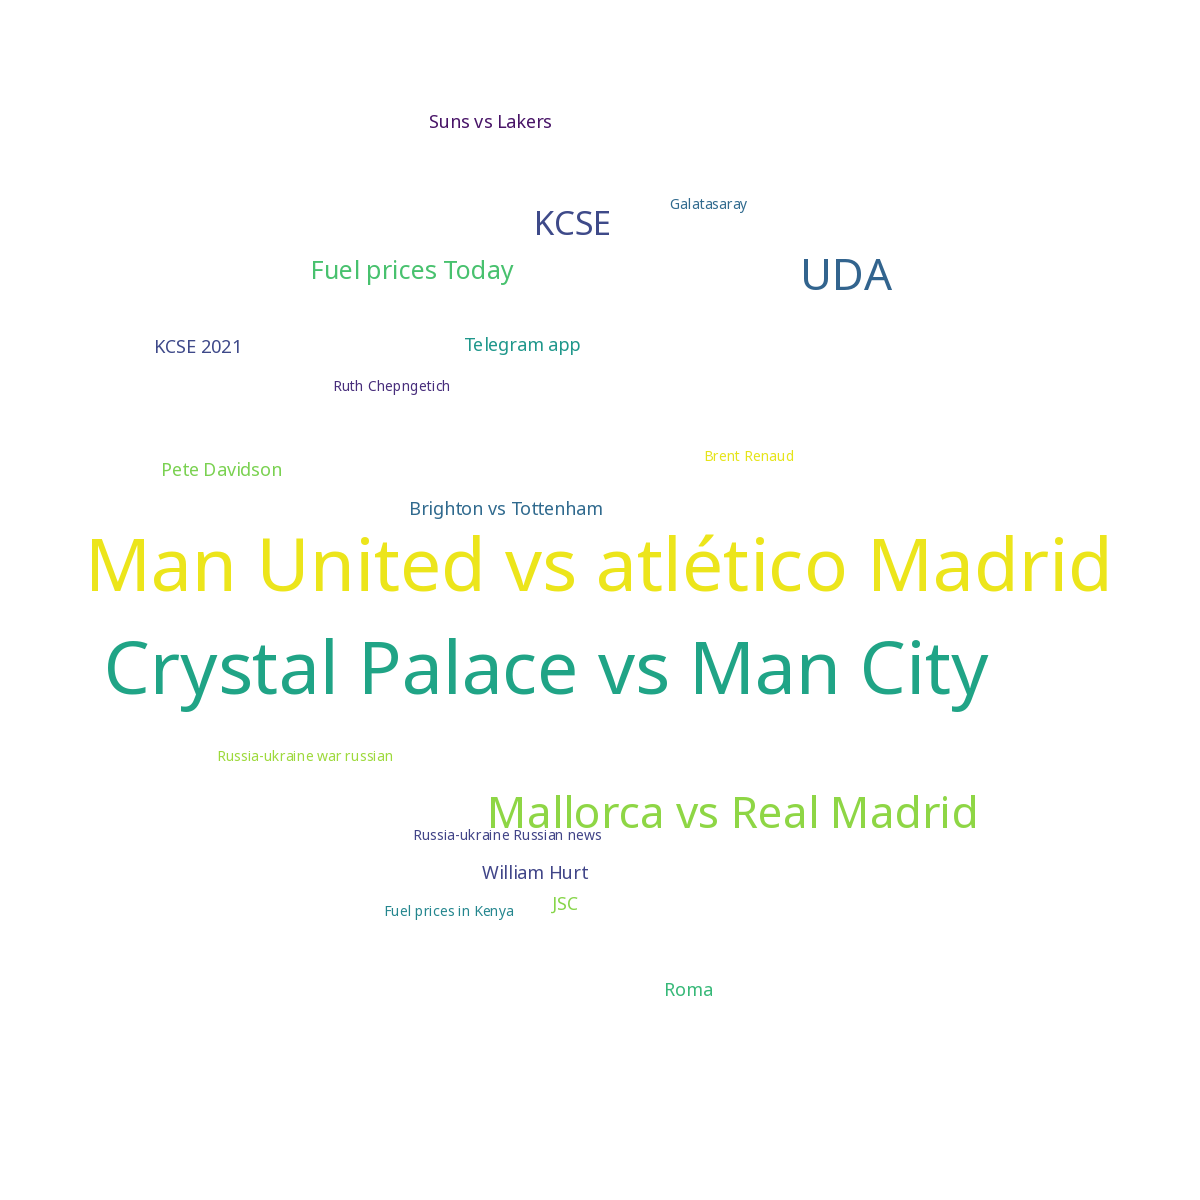 Suns vs Lakers
Galatasaray
KCSE
Fuel prices Today
UDA
KCSE 2021
Telegram app
Ruth Chepngetich
Brent Renaud
Pete Davidson
Brighton vs Tottenham
Man United vs atlético Madrid
Crystal Palace vs Man City
Russia-ukraine war russian
Mallorca vs Real Madrid
Russia-ukraine Russian news
William Hurt
JSC
Fuel prices in Kenya
Roma